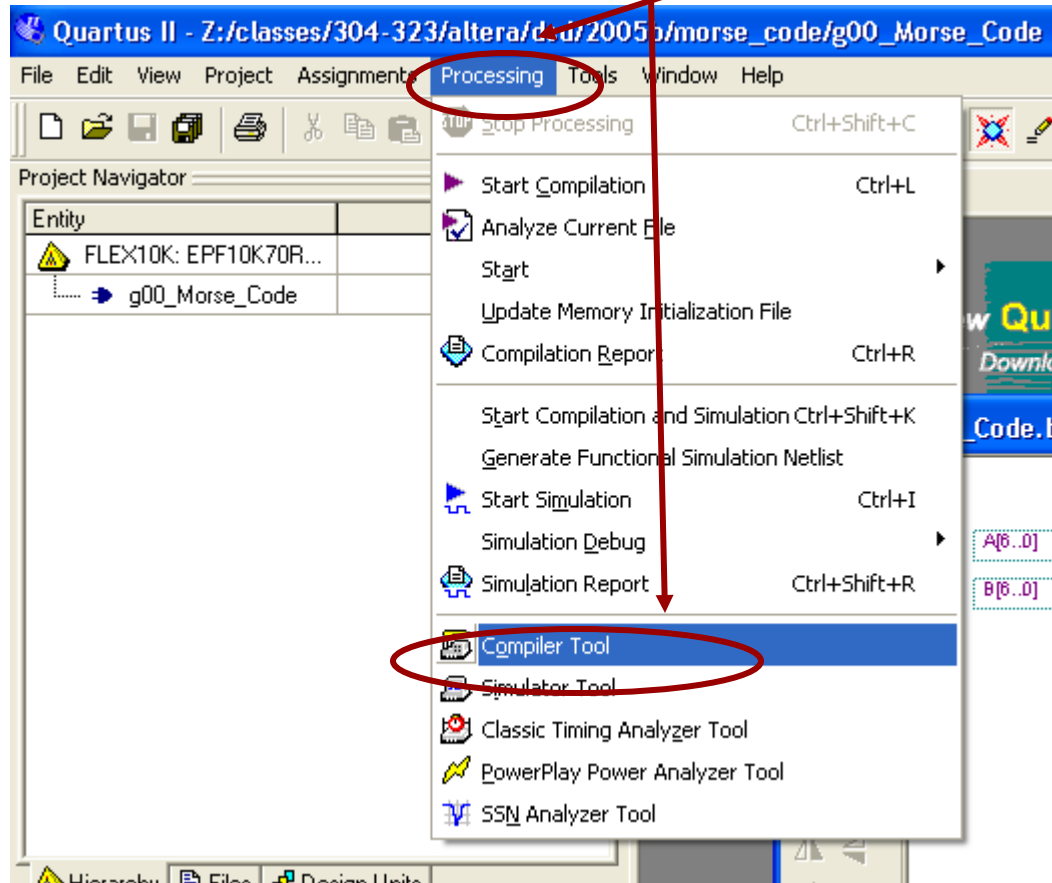 Quartus II - Z:/classes/304-323/altera/dsd/2005b/morse_code/g00_Morse_Code
File Edit View Project Assignments Processing Tools Window Help
STOP Stop Processing Ctrl+Shift+C
Project Navigator
Start Compilation Ctrl+L
Entity
Analyze Current File
FLEX10K: EPF10K70R...
Start
g00_Morse_Code
Update Memory Initialization File
w Qu
Compilation Report Ctrl+R
Downlo
Start Compilation and Simulation Ctrl+Shift+K
_Code.b
Generate Functional Simulation Netlist
Start Simulation Ctrl+I
Simulation Debug
A[6..0]
Simulation Report Ctrl+Shift+R
B[6..0]
Compiler Tool
Simulator Tool
Classic Timing Analyzer Tool
PowerPlay Power Analyzer Tool
SSN Analyzer Tool
Hierarchy Files Design Units